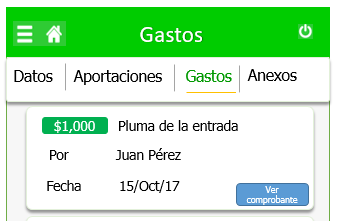 Gastos
Datos Aportaciones Gastos Anexos
$1,000 Pluma de la entrada
Por Juan Pérez
Fecha 15/Oct/17
Ver
comprobante